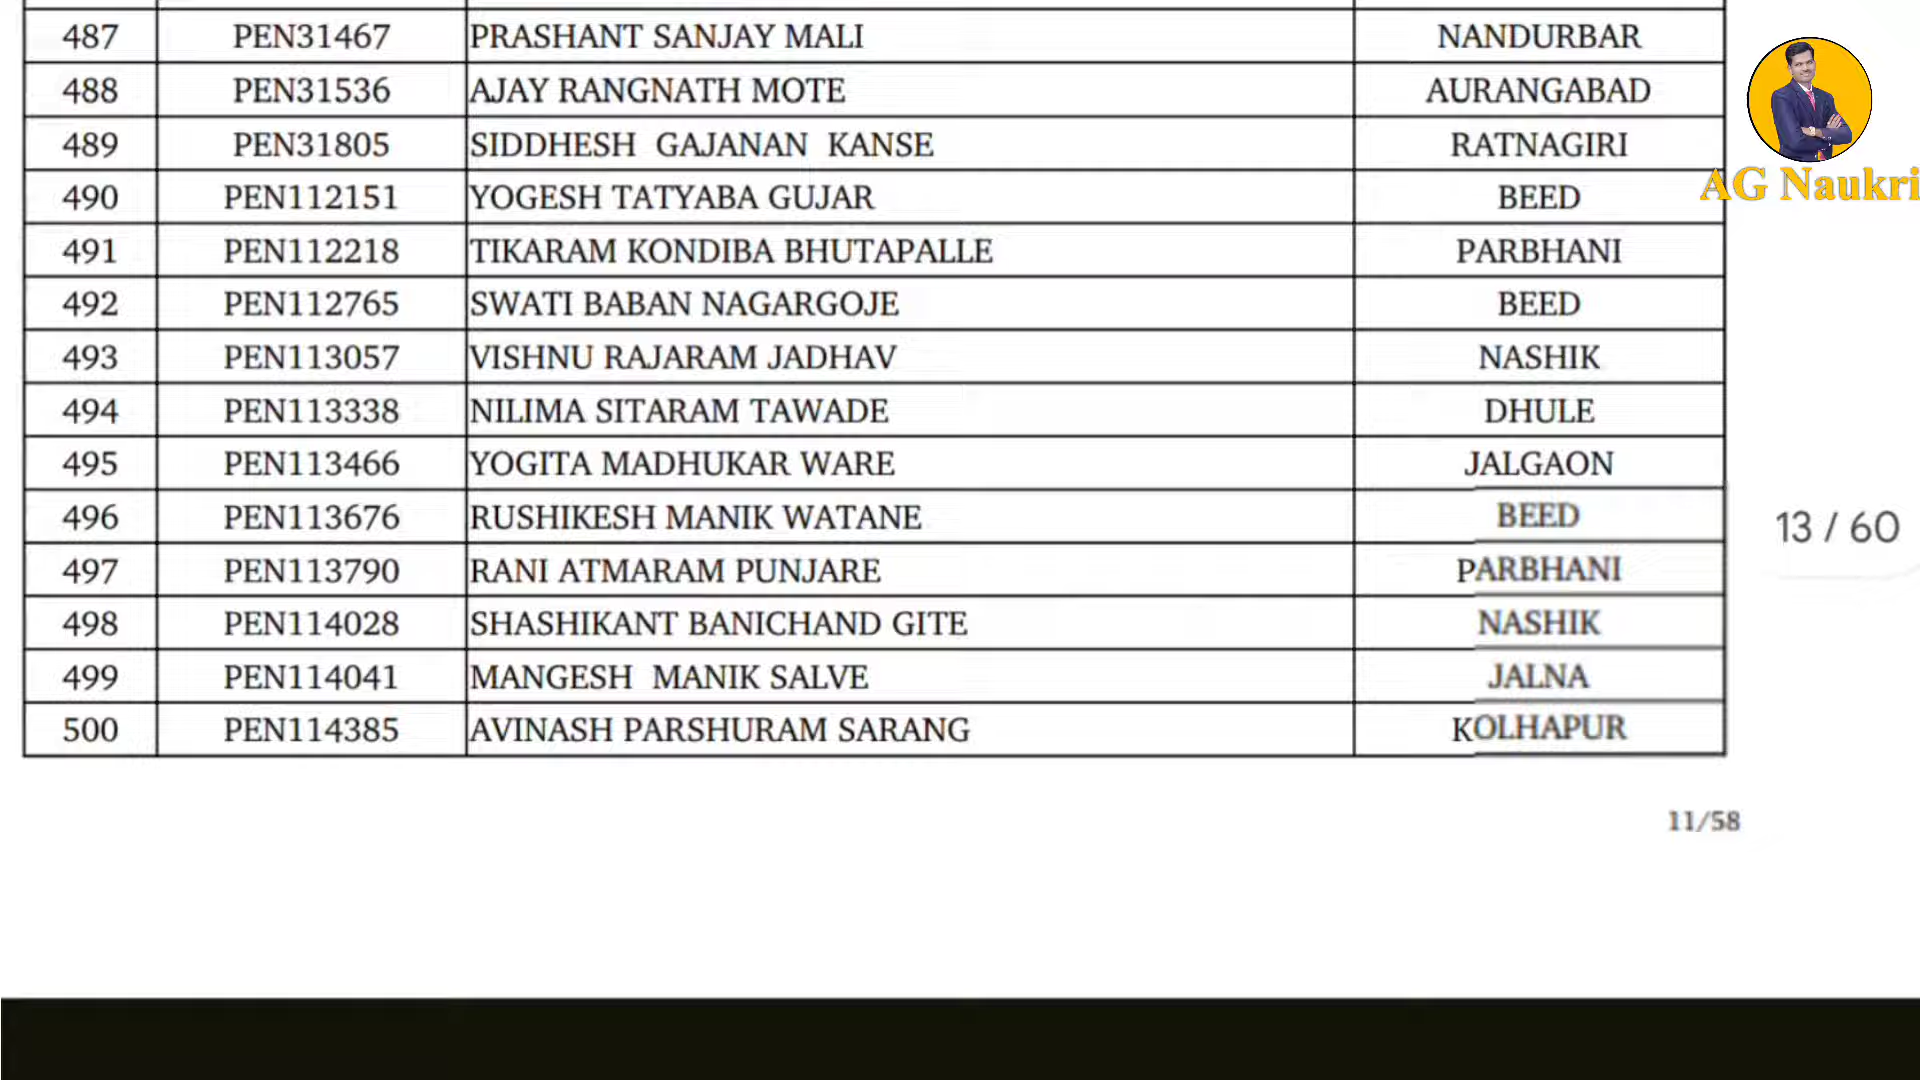 487 PEN31467 PRASHANT SANJAY MALI NANDURBAR
488 PEN31536 AJAY RANGNATH MOTE AURANGABAD
489 PEN31805 SIDDHESH  GAJANAN  KANSE RATNAGIRI
AG Naukri
490 PEN112151 YOGESH TATYABA GUJAR BEED
491 PEN112218 TIKARAM KONDIBA BHUTAPALLE PARBHANI
492 PEN112765 SWATI BABAN NAGARGOJE BEED
493 PEN113057 VISHNU RAJARAM JADHAV NASHIK
494 PEN113338 NILIMA SITARAM TAWADE DHULE
495 PEN113466 YOGITA MADHUKAR WARE JALGAON
496 PEN113676 RUSHIKESH MANIK WATANE BEED
13 / 60
497 PEN113790 RANI ATMARAM PUNJARE PARBHANI
498 PEN114028 SHASHIKANT BANICHAND GITE NASHIK
499 PEN114041 MANGESH  MANIK SALVE JALNA
500 PEN114385 AVINASH PARSHURAM SARANG KOLHAPUR
11/58